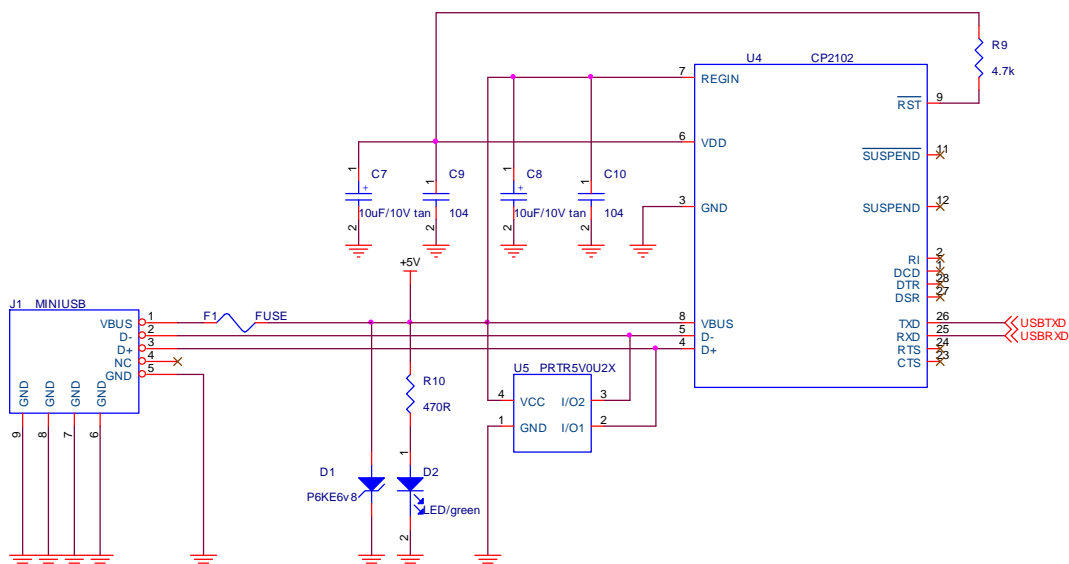 U4 CP2102
R9
4.7k
7 REGIN
RST 9
6 VDD
SUSPEND 11
C7
10uF/10V tan
1
2
C9
104
1
2
C8
10uF/10V tan
1
2
C10
104
1
2
3 GND
SUSPEND 12
+5V
RI 2
DCD 1
DTR 28
DSR 27
J1 MINIUSB
VBUS 1
D- 2
D+ 3
NC 4
GND 5
F1 FUSE
8 VBUS
5 D-
4 D+
TXD 26 USBTXD
RXD 25 USBRXD
RTS 24
CTS 23
GND GND GND GND
9 8 7 6
U5 PRTR5V0U2X
4 VCC I/O2 3
1 GND I/O1 2
R10
470R
D1
P6KE6v8
1
D2
LED/green
2